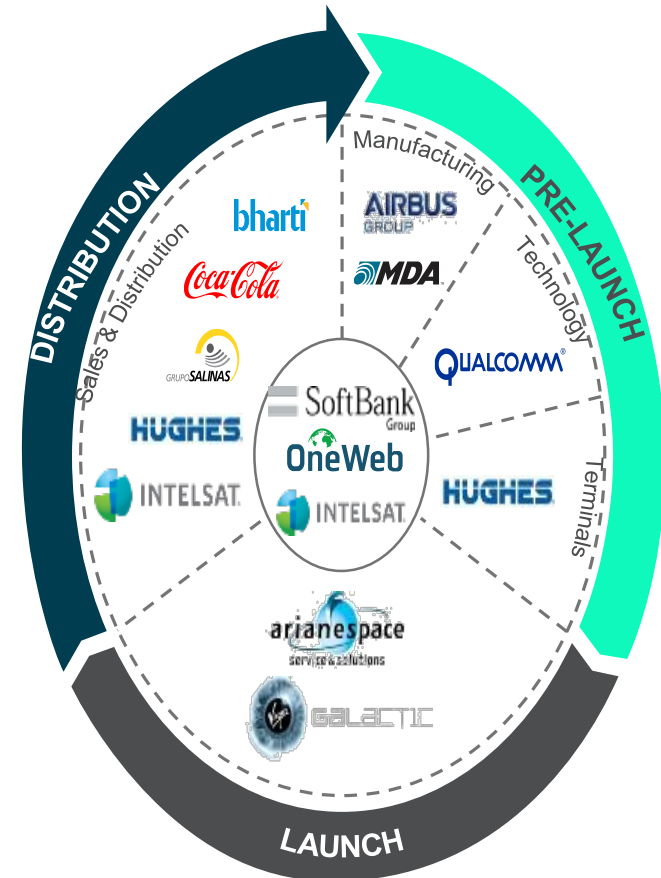 PRE-LAUNCH
Manufacturing
AIRBUS
GROUP
MDA
Technology
QUALCOMM®
Terminals
HUGHES
LAUNCH
arianespace
service & solutions
Virgin
GALACTIC
DISTRIBUTION
Sales & Distribution
bharti
Coca-Cola
GRUPO SALINAS
HUGHES
INTELSAT
SoftBank
Group
OneWeb
INTELSAT